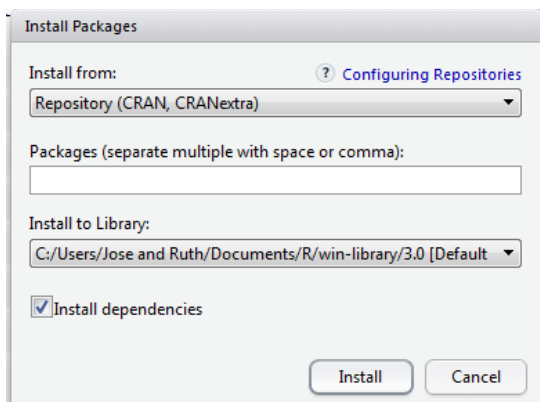 Install Packages
Install from:
? Configuring Repositories
Repository (CRAN, CRANextra)
Packages (separate multiple with space or comma):
Install to Library:
C:/Users/Jose and Ruth/Documents/R/win-library/3.0 [Default
Install dependencies
Install
Cancel